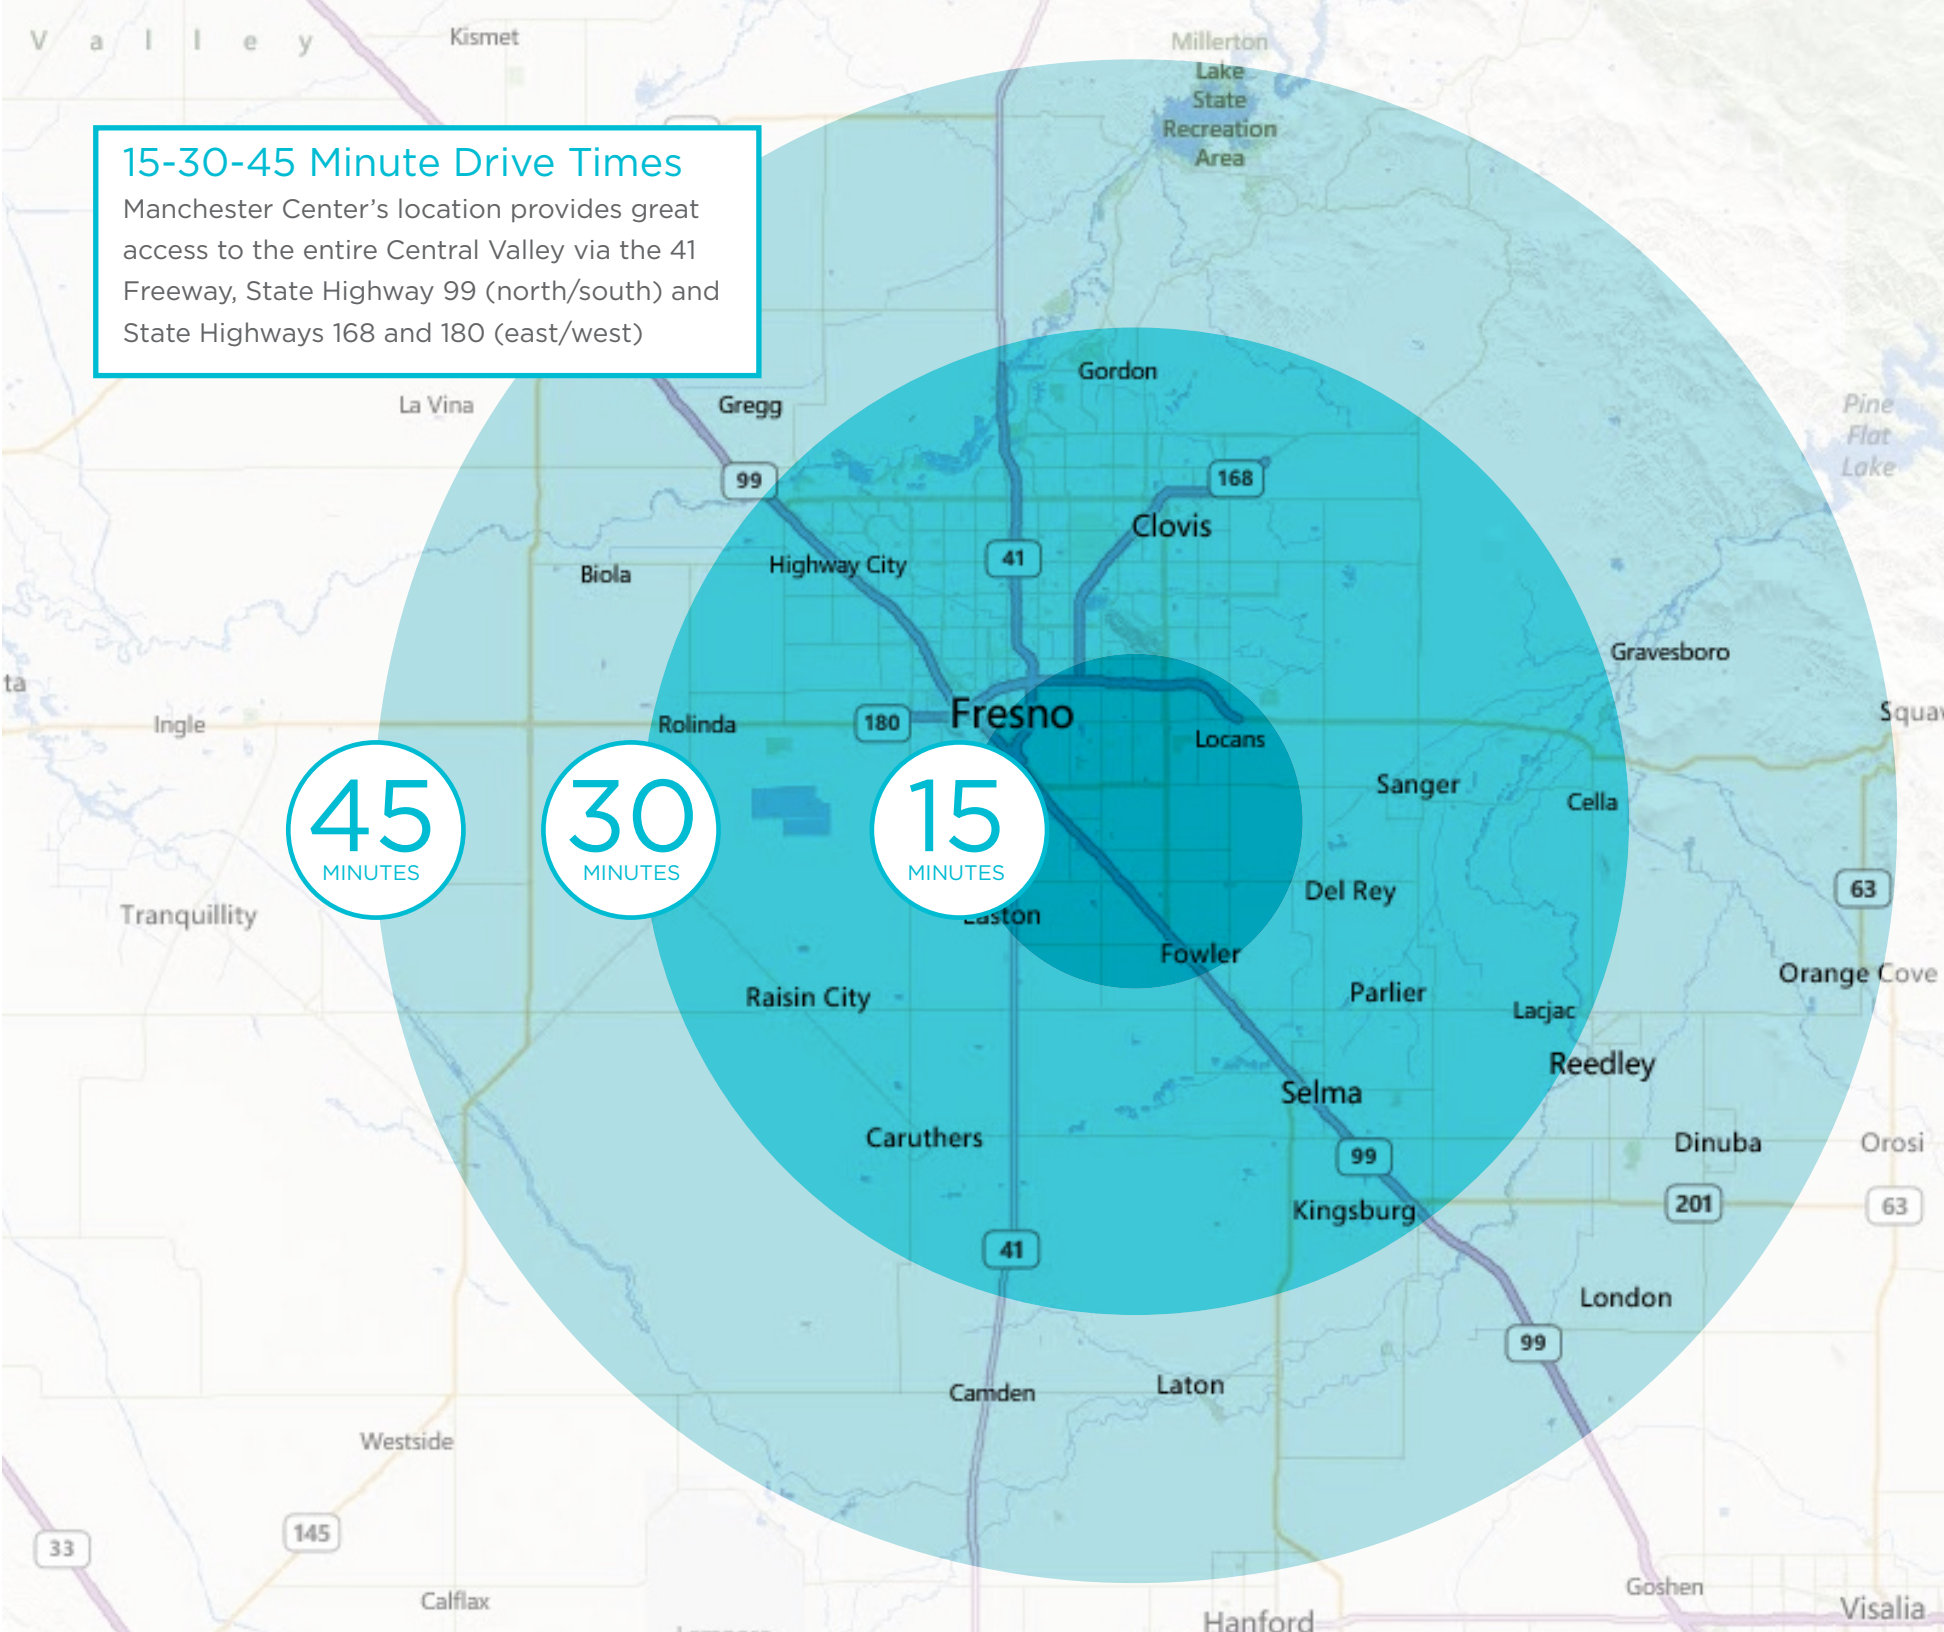 Valley
Kismet
Millerton
Lake
State
Recreation
Area
15-30-45 Minute Drive Times
Manchester Center’s location provides great
access to the entire Central Valley via the 41
Freeway, State Highway 99 (north/south) and
State Highways 168 and 180 (east/west)
Gordon
La Vina
Gregg
Pine
Flat
Lake
99
168
Clovis
41
Highway City
Biola
Gravesboro
ta
Fresno
Squaw
Ingle
Rolinda
180
Locans
45
MINUTES
30
MINUTES
15
MINUTES
Sanger
Cella
Del Rey
63
Tranquillity
Easton
Fowler
Orange Cove
Raisin City
Parlier
Lacjac
Reedley
Selma
Caruthers
Dinuba
Orosi
99
201
63
Kingsburg
41
London
99
Camden
Laton
Westside
145
33
Goshen
Calflax
Visalia
Hanford